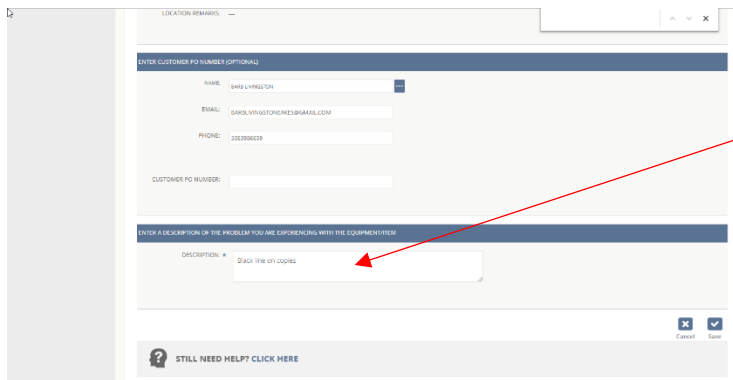 LOCATION REMARKS: —
ENTER CUSTOMER PO NUMBER (OPTIONAL)
NAME: BARB LIVINGSTON
EMAIL: BARBLIVINGSTONEAKES@GMAIL.COM
PHONE:
CUSTOMER PO NUMBER:
ENTER A DESCRIPTION OF THE PROBLEM YOU ARE EXPERIENCING WITH THE EQUIPMENT/ITEM
DESCRIPTION: * Black line on copies
Cancel Save
STILL NEED HELP? CLICK HERE